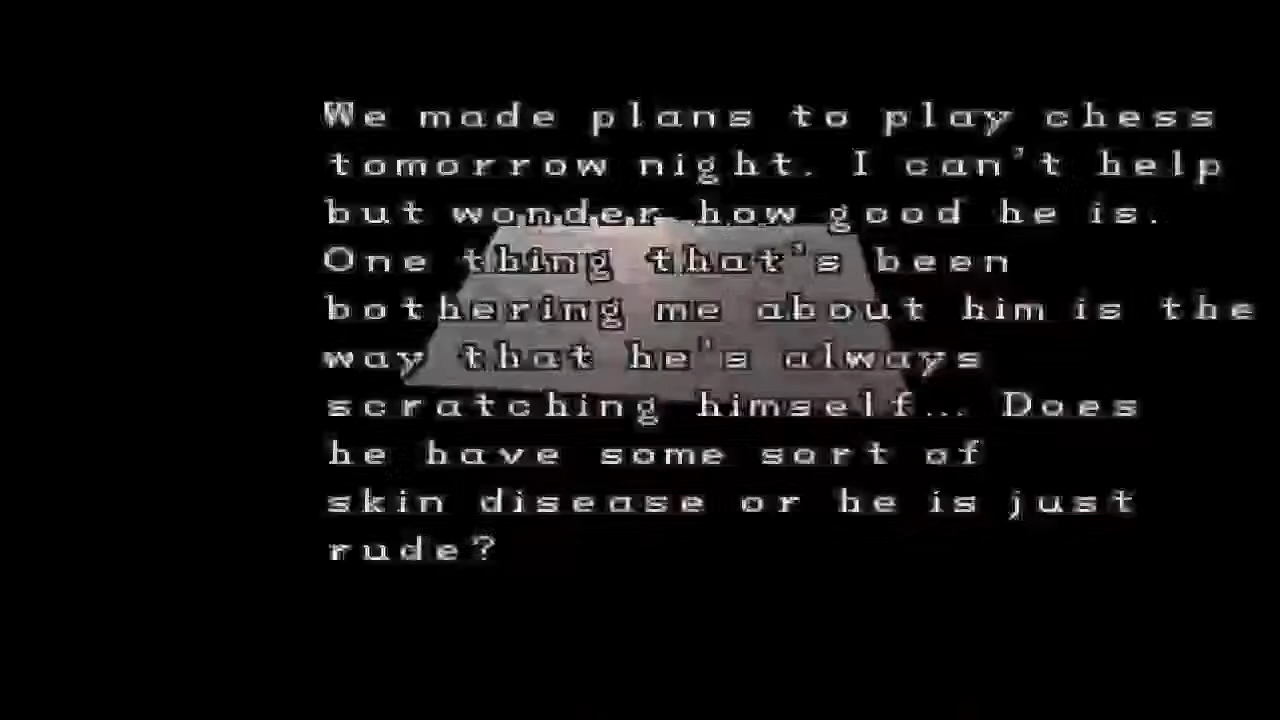 We made plans to play chess
tomorrow night. I can't help
but wonder how good he is.
One thing that's been
bothering me about him is the
way that he's always
scratching himself... Does
he have some sort of
skin disease or he is just
rude?